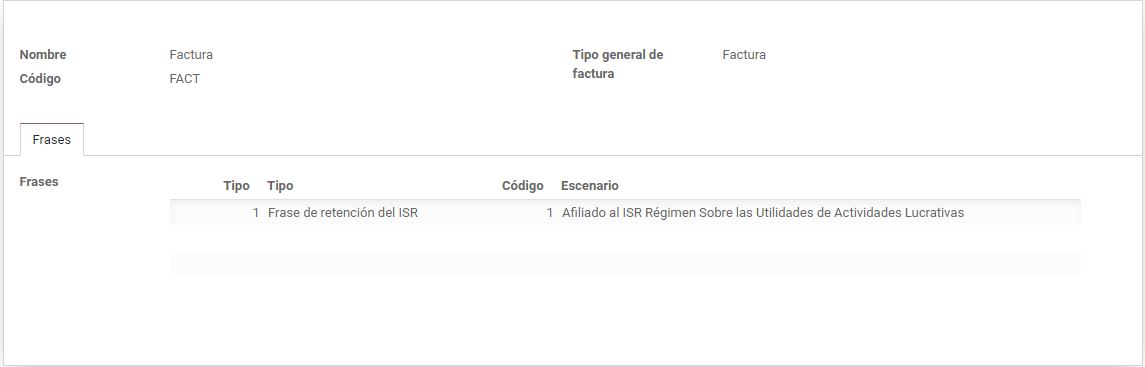 Nombre Factura Tipo general de factura Factura
Código FACT
Frases
Frases
Tipo Tipo Código Escenario
1 Frase de retención del ISR 1 Afiliado al ISR Régimen Sobre las Utilidades de Actividades Lucrativas